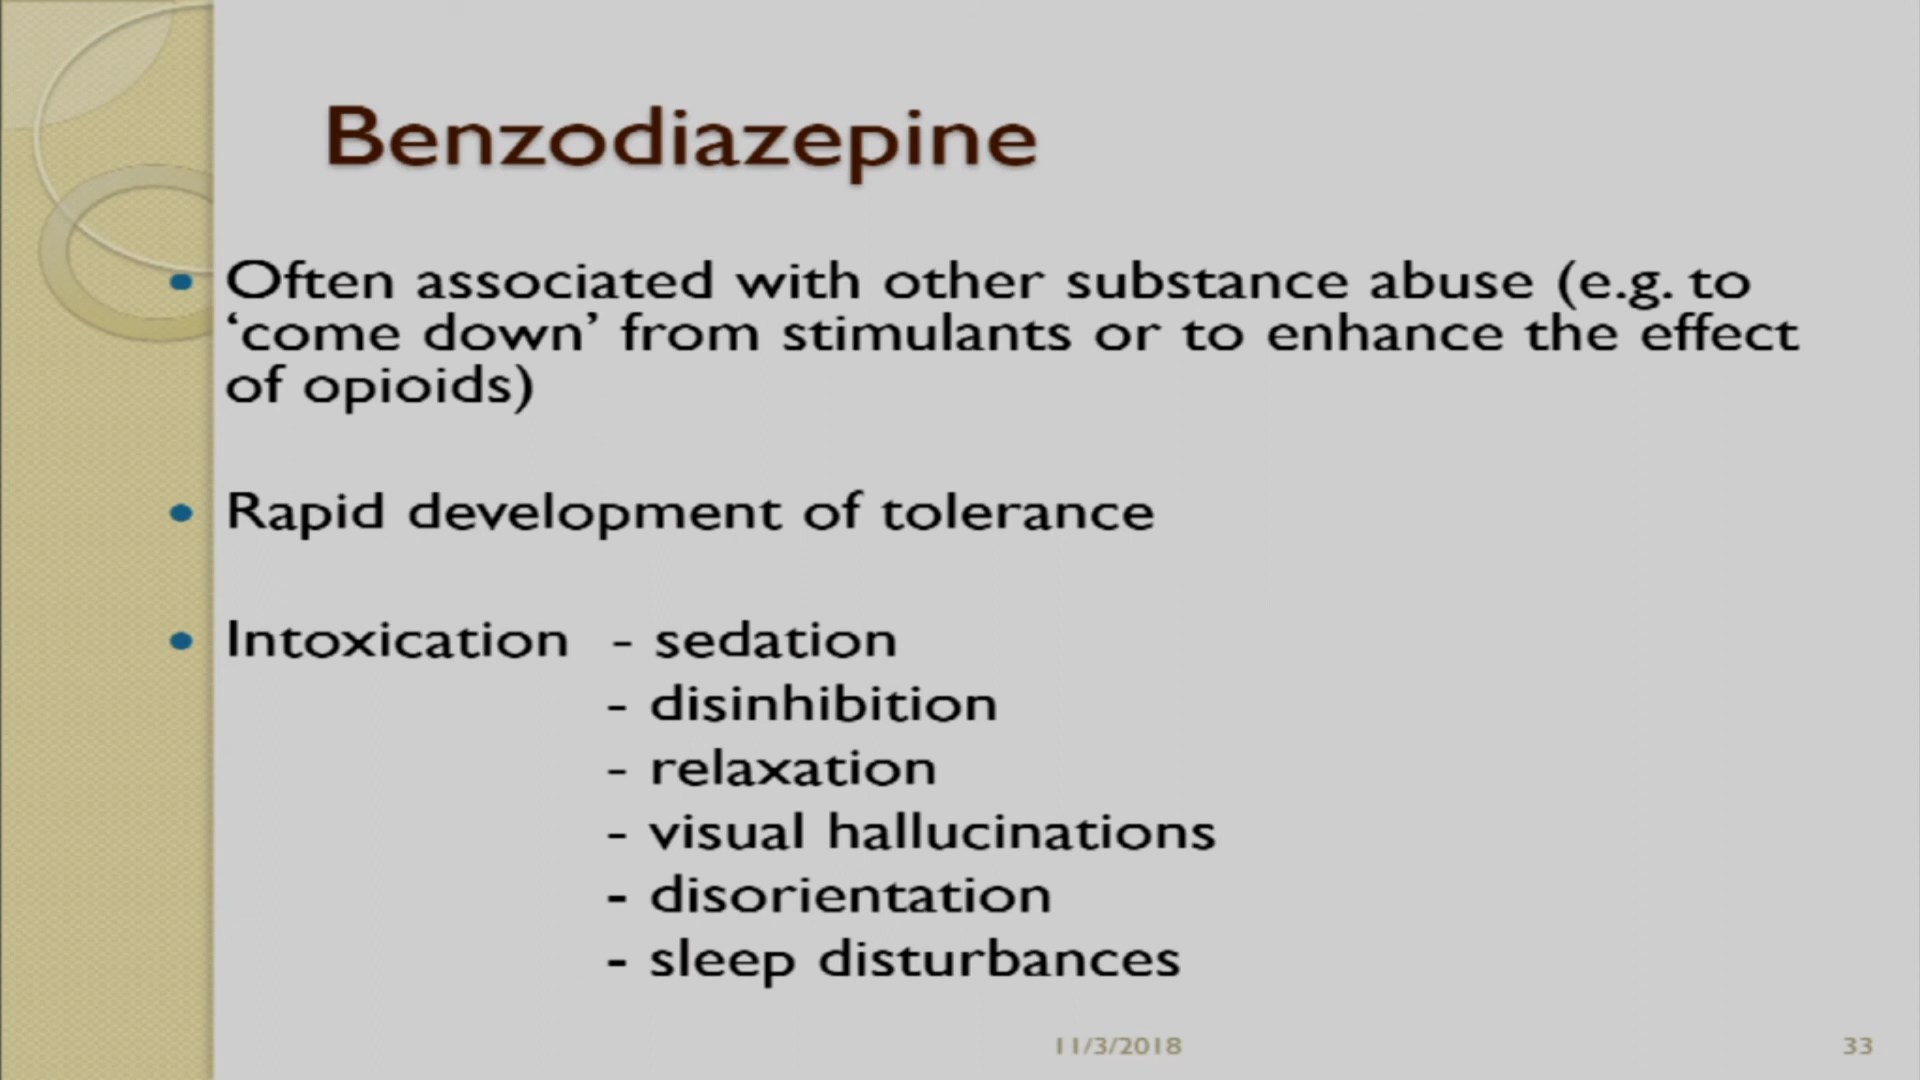 Benzodiazepine
• Often associated with other substance abuse (e.g. to
‘come down’ from stimulants or to enhance the effect
of opioids)
• Rapid development of tolerance
• Intoxication - sedation
- disinhibition
- relaxation
- visual hallucinations
- disorientation
- sleep disturbances
11/3/2018 33